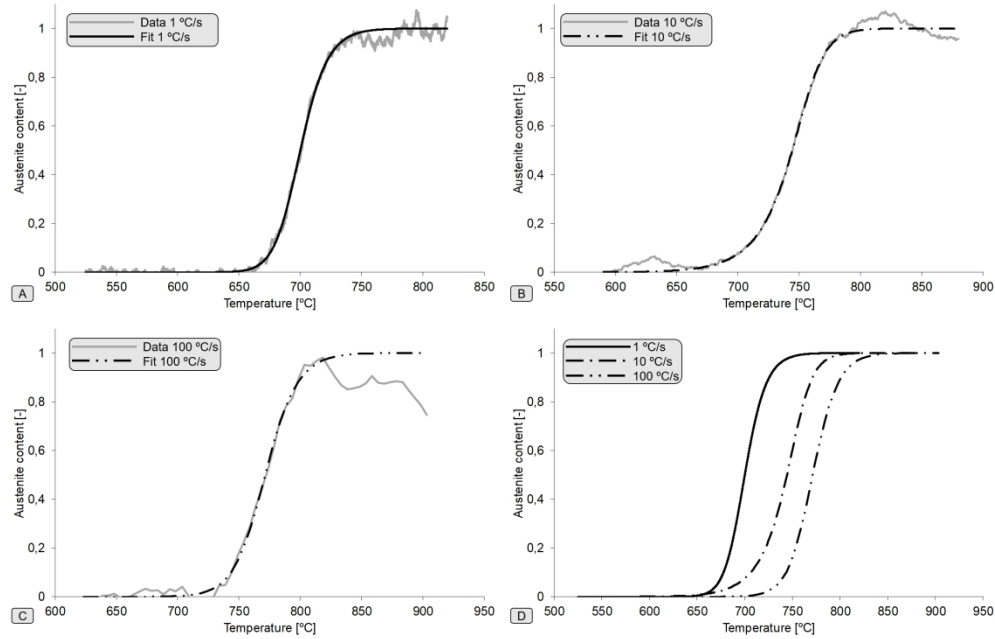 Data 1 ºC/s
Fit 1 ºC/s
Austenite content [-]
1
0,8
0,6
0,4
0,2
0
500 550 600 650 700 750 800 850
Temperature [ºC]
A
Data 10 ºC/s
Fit 10 ºC/s
Austenite content [-]
1
0,8
0,6
0,4
0,2
0
550 600 650 700 750 800 850 900
Temperature [ºC]
B
Data 100 ºC/s
Fit 100 ºC/s
Austenite content [-]
1
0,8
0,6
0,4
0,2
0
600 650 700 750 800 850 900 950
Temperature [ºC]
C
1 ºC/s
10 ºC/s
100 ºC/s
Austenite content [-]
1
0,8
0,6
0,4
0,2
0
500 550 600 650 700 750 800 850 900 950
Temperature [ºC]
D